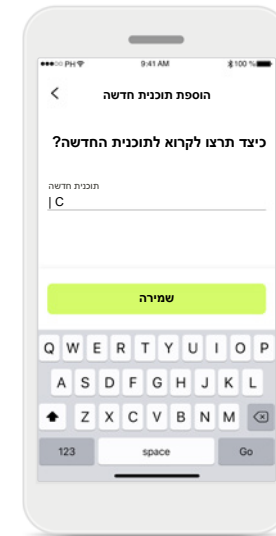 ●●●○○ PH 9:41 AM 100 %
הוספת תוכנית חדשה
כיצד תרצו לקרוא לתוכנית החדשה?
תוכנית חדשה
| C
שמירה
Q W E R T Y U I O P
A S D F G H J K L
Z X C V B N M
123 space Go